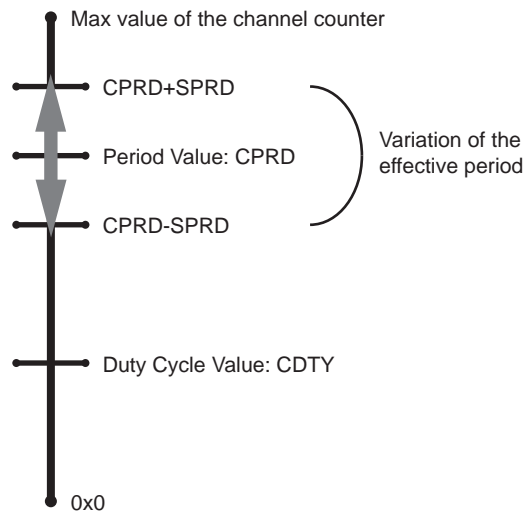 Max value of the channel counter
CPRD+SPRD
Period Value: CPRD
Variation of the
effective period
CPRD-SPRD
Duty Cycle Value: CDTY
0x0